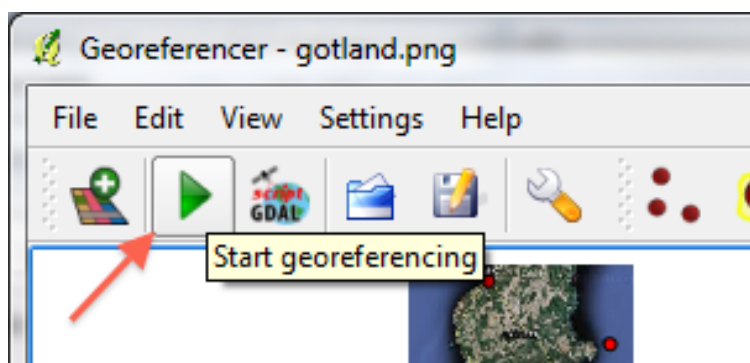 Georeferencer - gotland.png
File Edit View Settings Help
script
GDAL
Start georeferencing